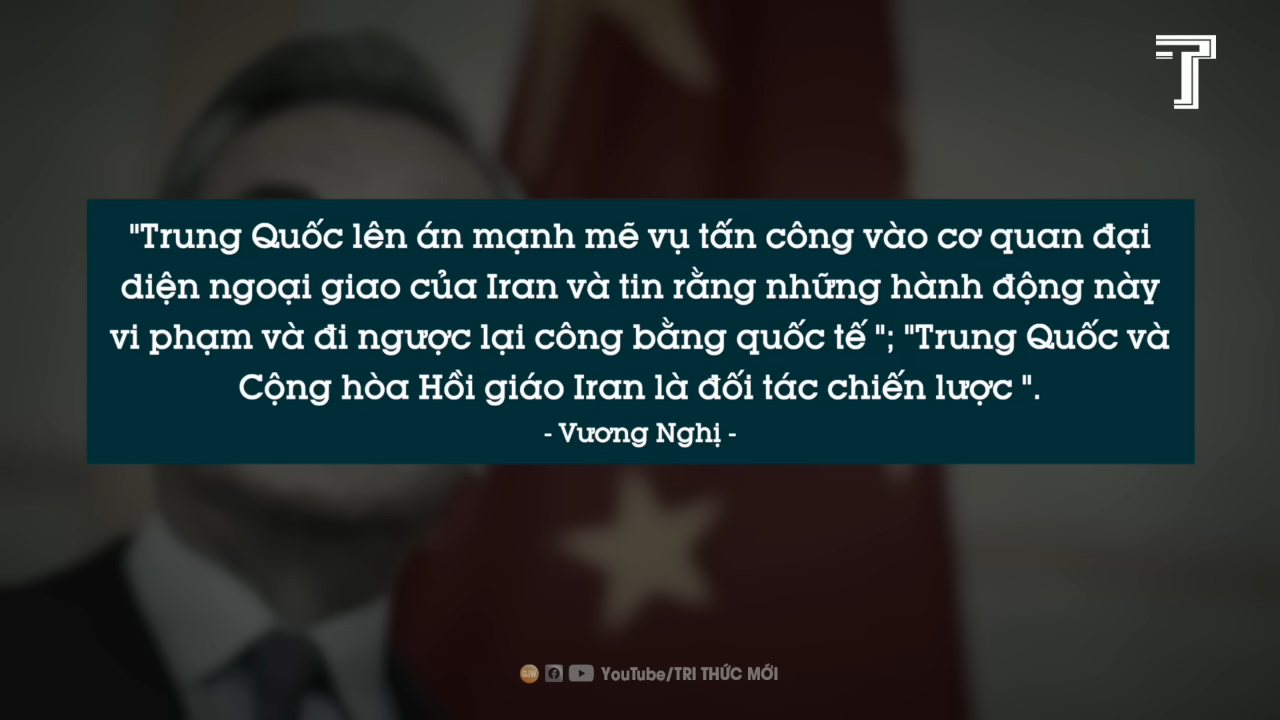 "Trung Quốc lên án mạnh mẽ vụ tấn công vào cơ quan đại
diện ngoại giao của Iran và tin rằng những hành động này
vi phạm và đi ngược lại công bằng quốc tế "; "Trung Quốc và
Cộng hòa Hồi giáo Iran là đối tác chiến lược ".
- Vương Nghị -
YouTube/TRI THỨC MỚI